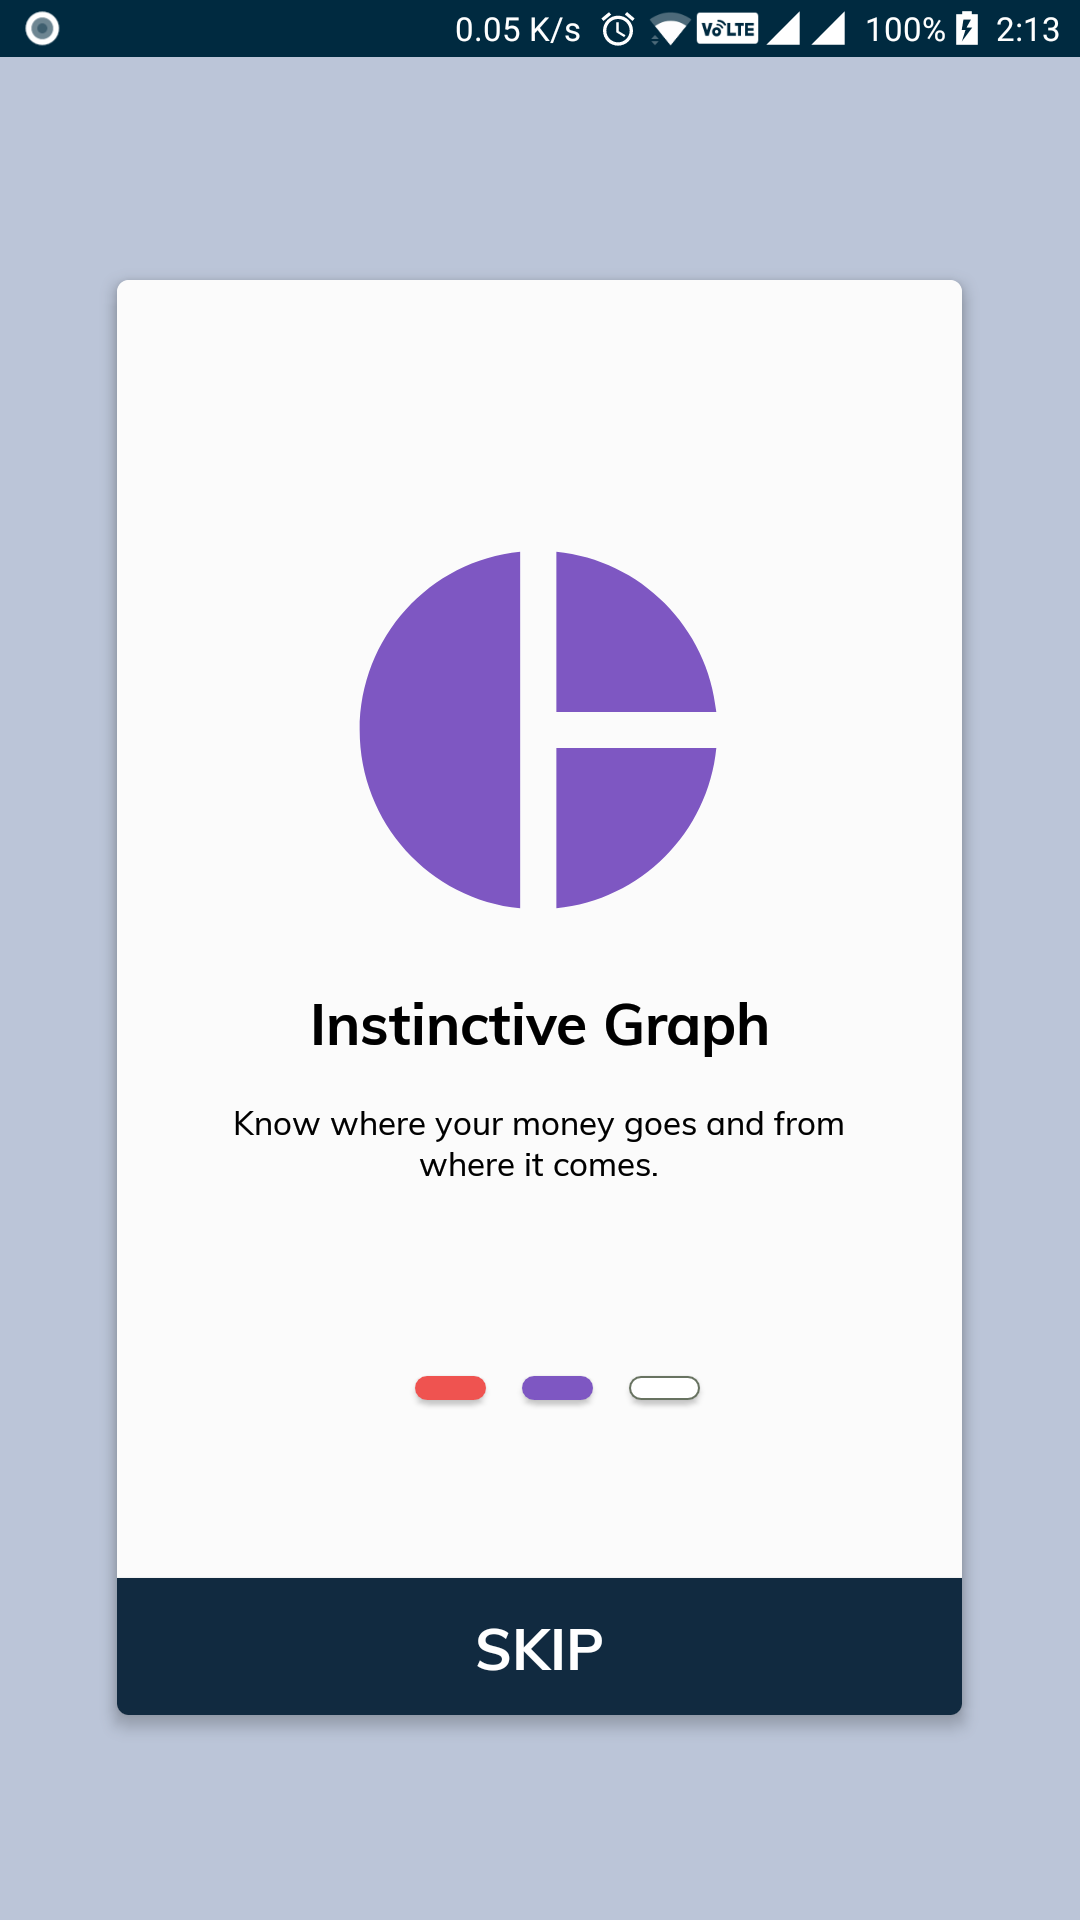 0.05 K/s VoLTE 100% 2:13
Instinctive Graph
Know where your money goes and from
where it comes.
SKIP